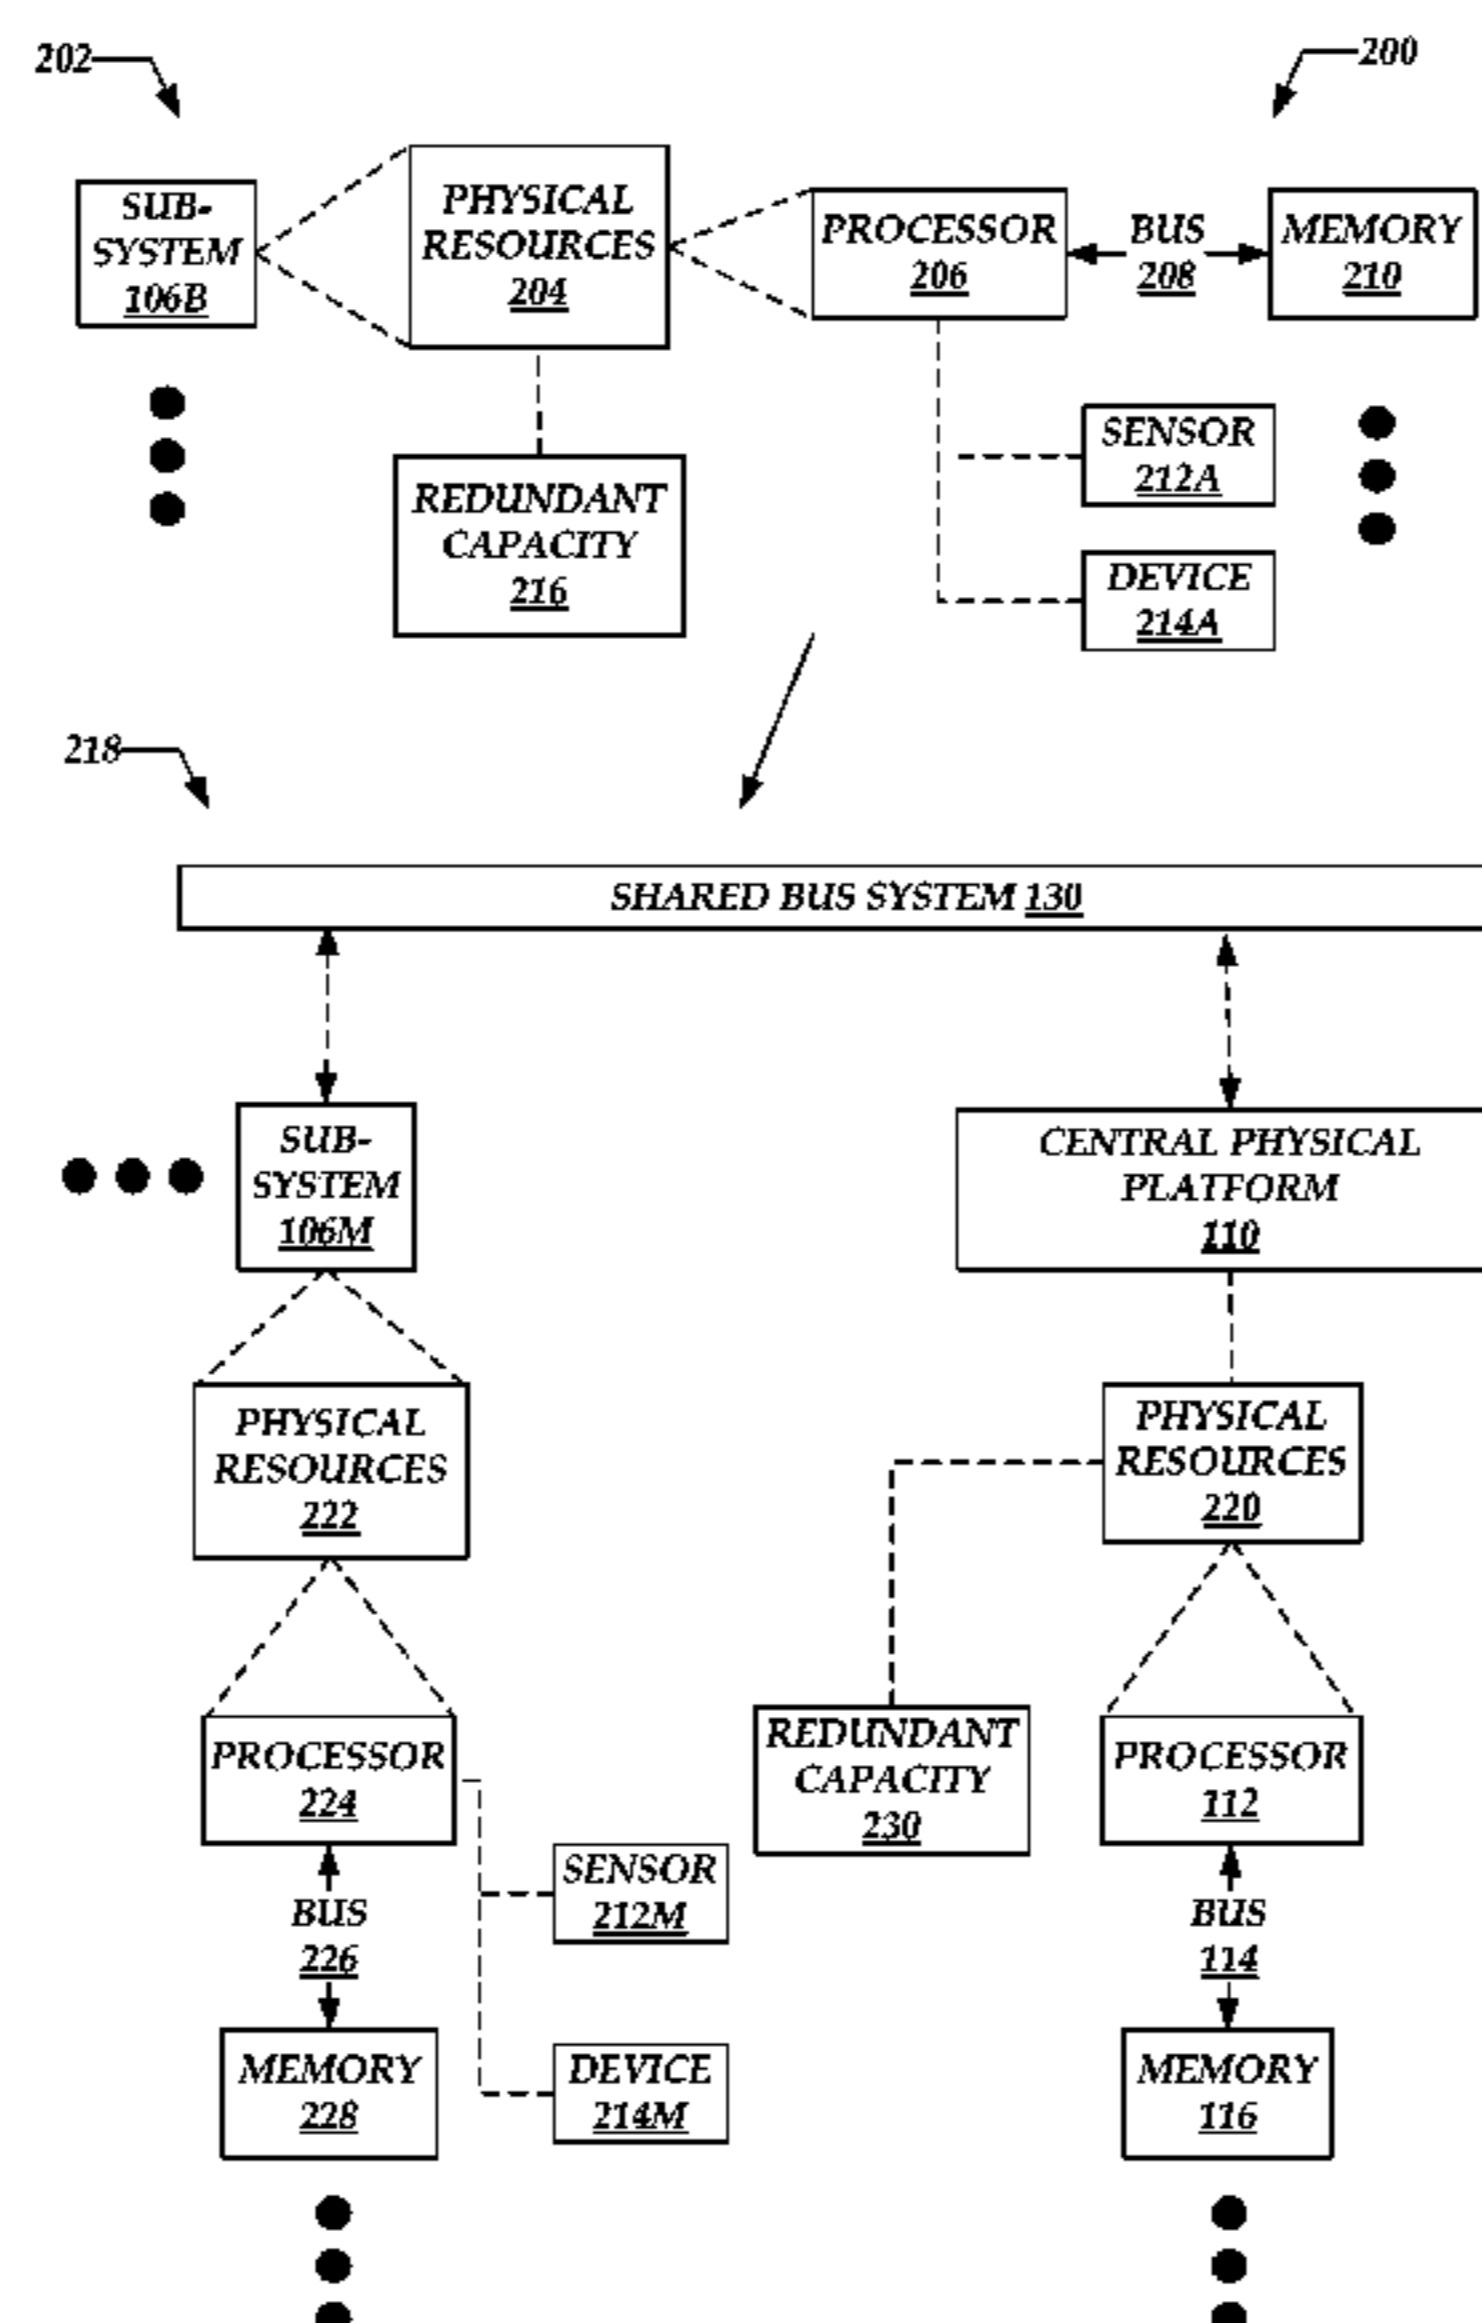 202
200
SUB-
SYSTEM
106B
PHYSICAL
RESOURCES
204
PROCESSOR
206
BUS
208
MEMORY
210
REDUNDANT
CAPACITY
216
SENSOR
212A
DEVICE
214A
218
SHARED BUS SYSTEM 130
SUB-
SYSTEM
106M
CENTRAL PHYSICAL
PLATFORM
110
PHYSICAL
RESOURCES
222
PHYSICAL
RESOURCES
220
PROCESSOR
224
REDUNDANT
CAPACITY
230
PROCESSOR
112
SENSOR
212M
BUS
226
BUS
114
MEMORY
228
DEVICE
214M
MEMORY
116